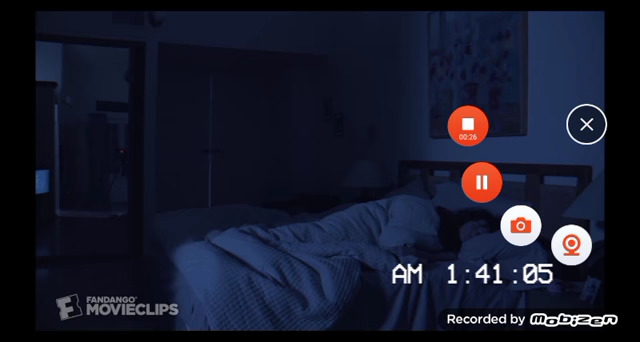 00:26
AM 1:41:05
FANDANGO
MOVIECLIPS
Recorded by Mobizen